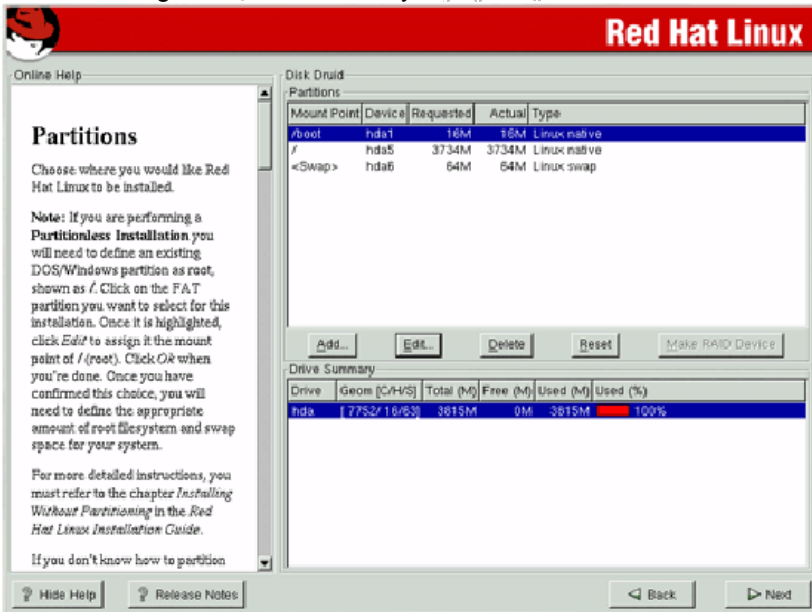 Red Hat Linux
Online Help
Partitions
Choose where you would like Red
Hat Linux to be installed.
Note: If you are performing a
Partitionless Installation you
will need to define an existing
DOS/Windows partition as root,
shown as /. Click on the FAT
partition you want to select for this
installation. Once it is highlighted,
click Edit to assign it the mount
point of / (root). Click Ok when
you're done. Once you have
confirmed this choice, you will
need to define the appropriate
amount of root filesystem and swap
space for your system.
For more detailed instructions, you
must refer to the chapter Installing
Without Partitioning in the Red
Hat Linux Installation Guide.
If you don't know how to partition
Disk Druid
Partitions
Mount Point Device Requested Actual Type
/boot hda1 16M 16M Linux native
/ hda5 3734M 3734M Linux native
<Swap> hda6 64M 64M Linux swap
Add... Edit... Delete Reset Make RAID Device
Drive Summary
Drive Geom [C/H/S] Total (M) Free (M) Used (M) Used (%)
hda [ 7752/ 16/63] 3815M 0M 3815M 100%
Hide Help Release Notes Back Next